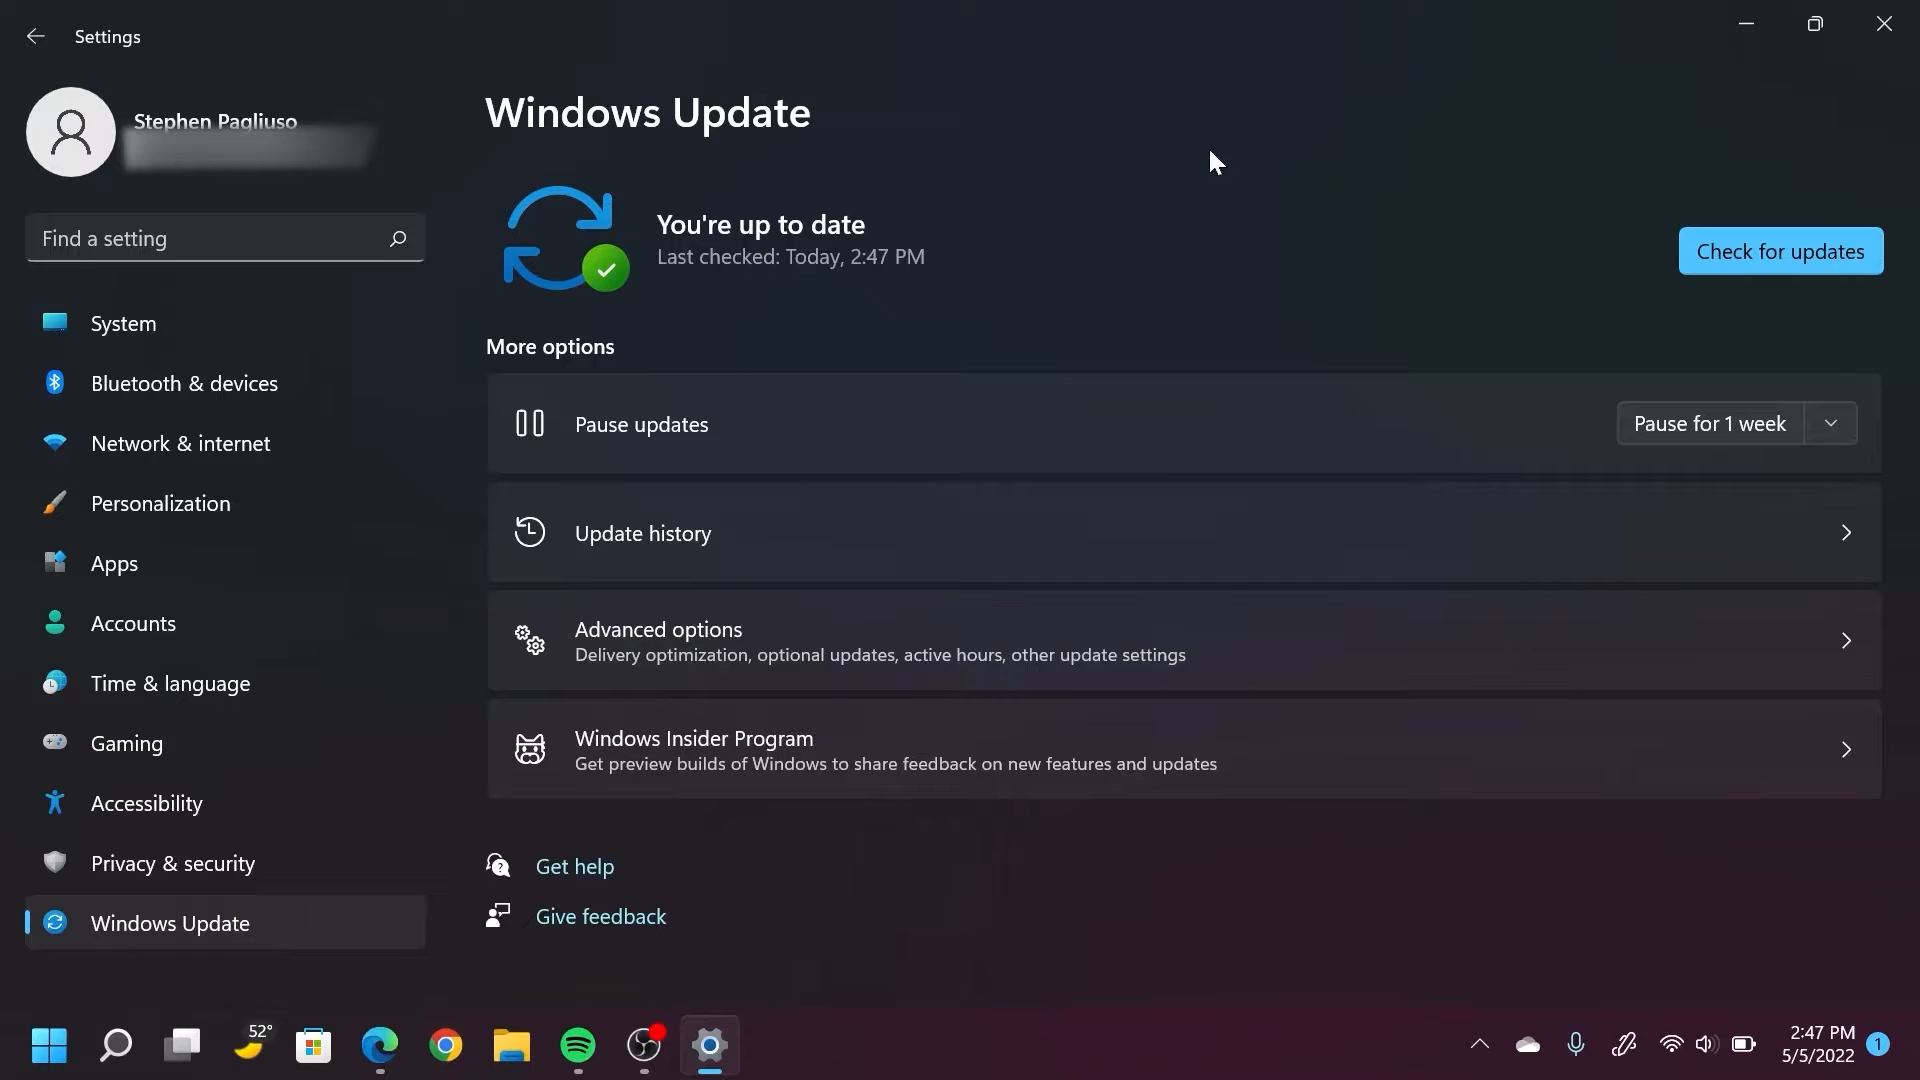 Settings
Stephen Pagliuso
Find a setting
System
Bluetooth & devices
Network & internet
Personalization
Apps
Accounts
Time & language
Gaming
Accessibility
Privacy & security
Windows Update
Windows Update
You're up to date
Last checked: Today, 2:47 PM
Check for updates
More options
Pause updates
Pause for 1 week
Update history
Advanced options
Delivery optimization, optional updates, active hours, other update settings
Windows Insider Program
Get preview builds of Windows to share feedback on new features and updates
Get help
Give feedback
52°
2:47 PM
5/5/2022
1